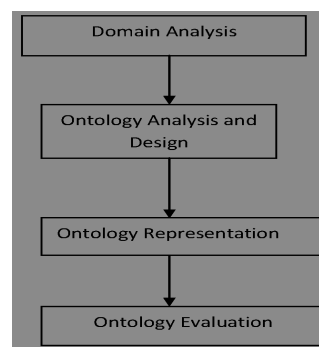 Domain Analysis
Ontology Analysis and
Design
Ontology Representation
Ontology Evaluation